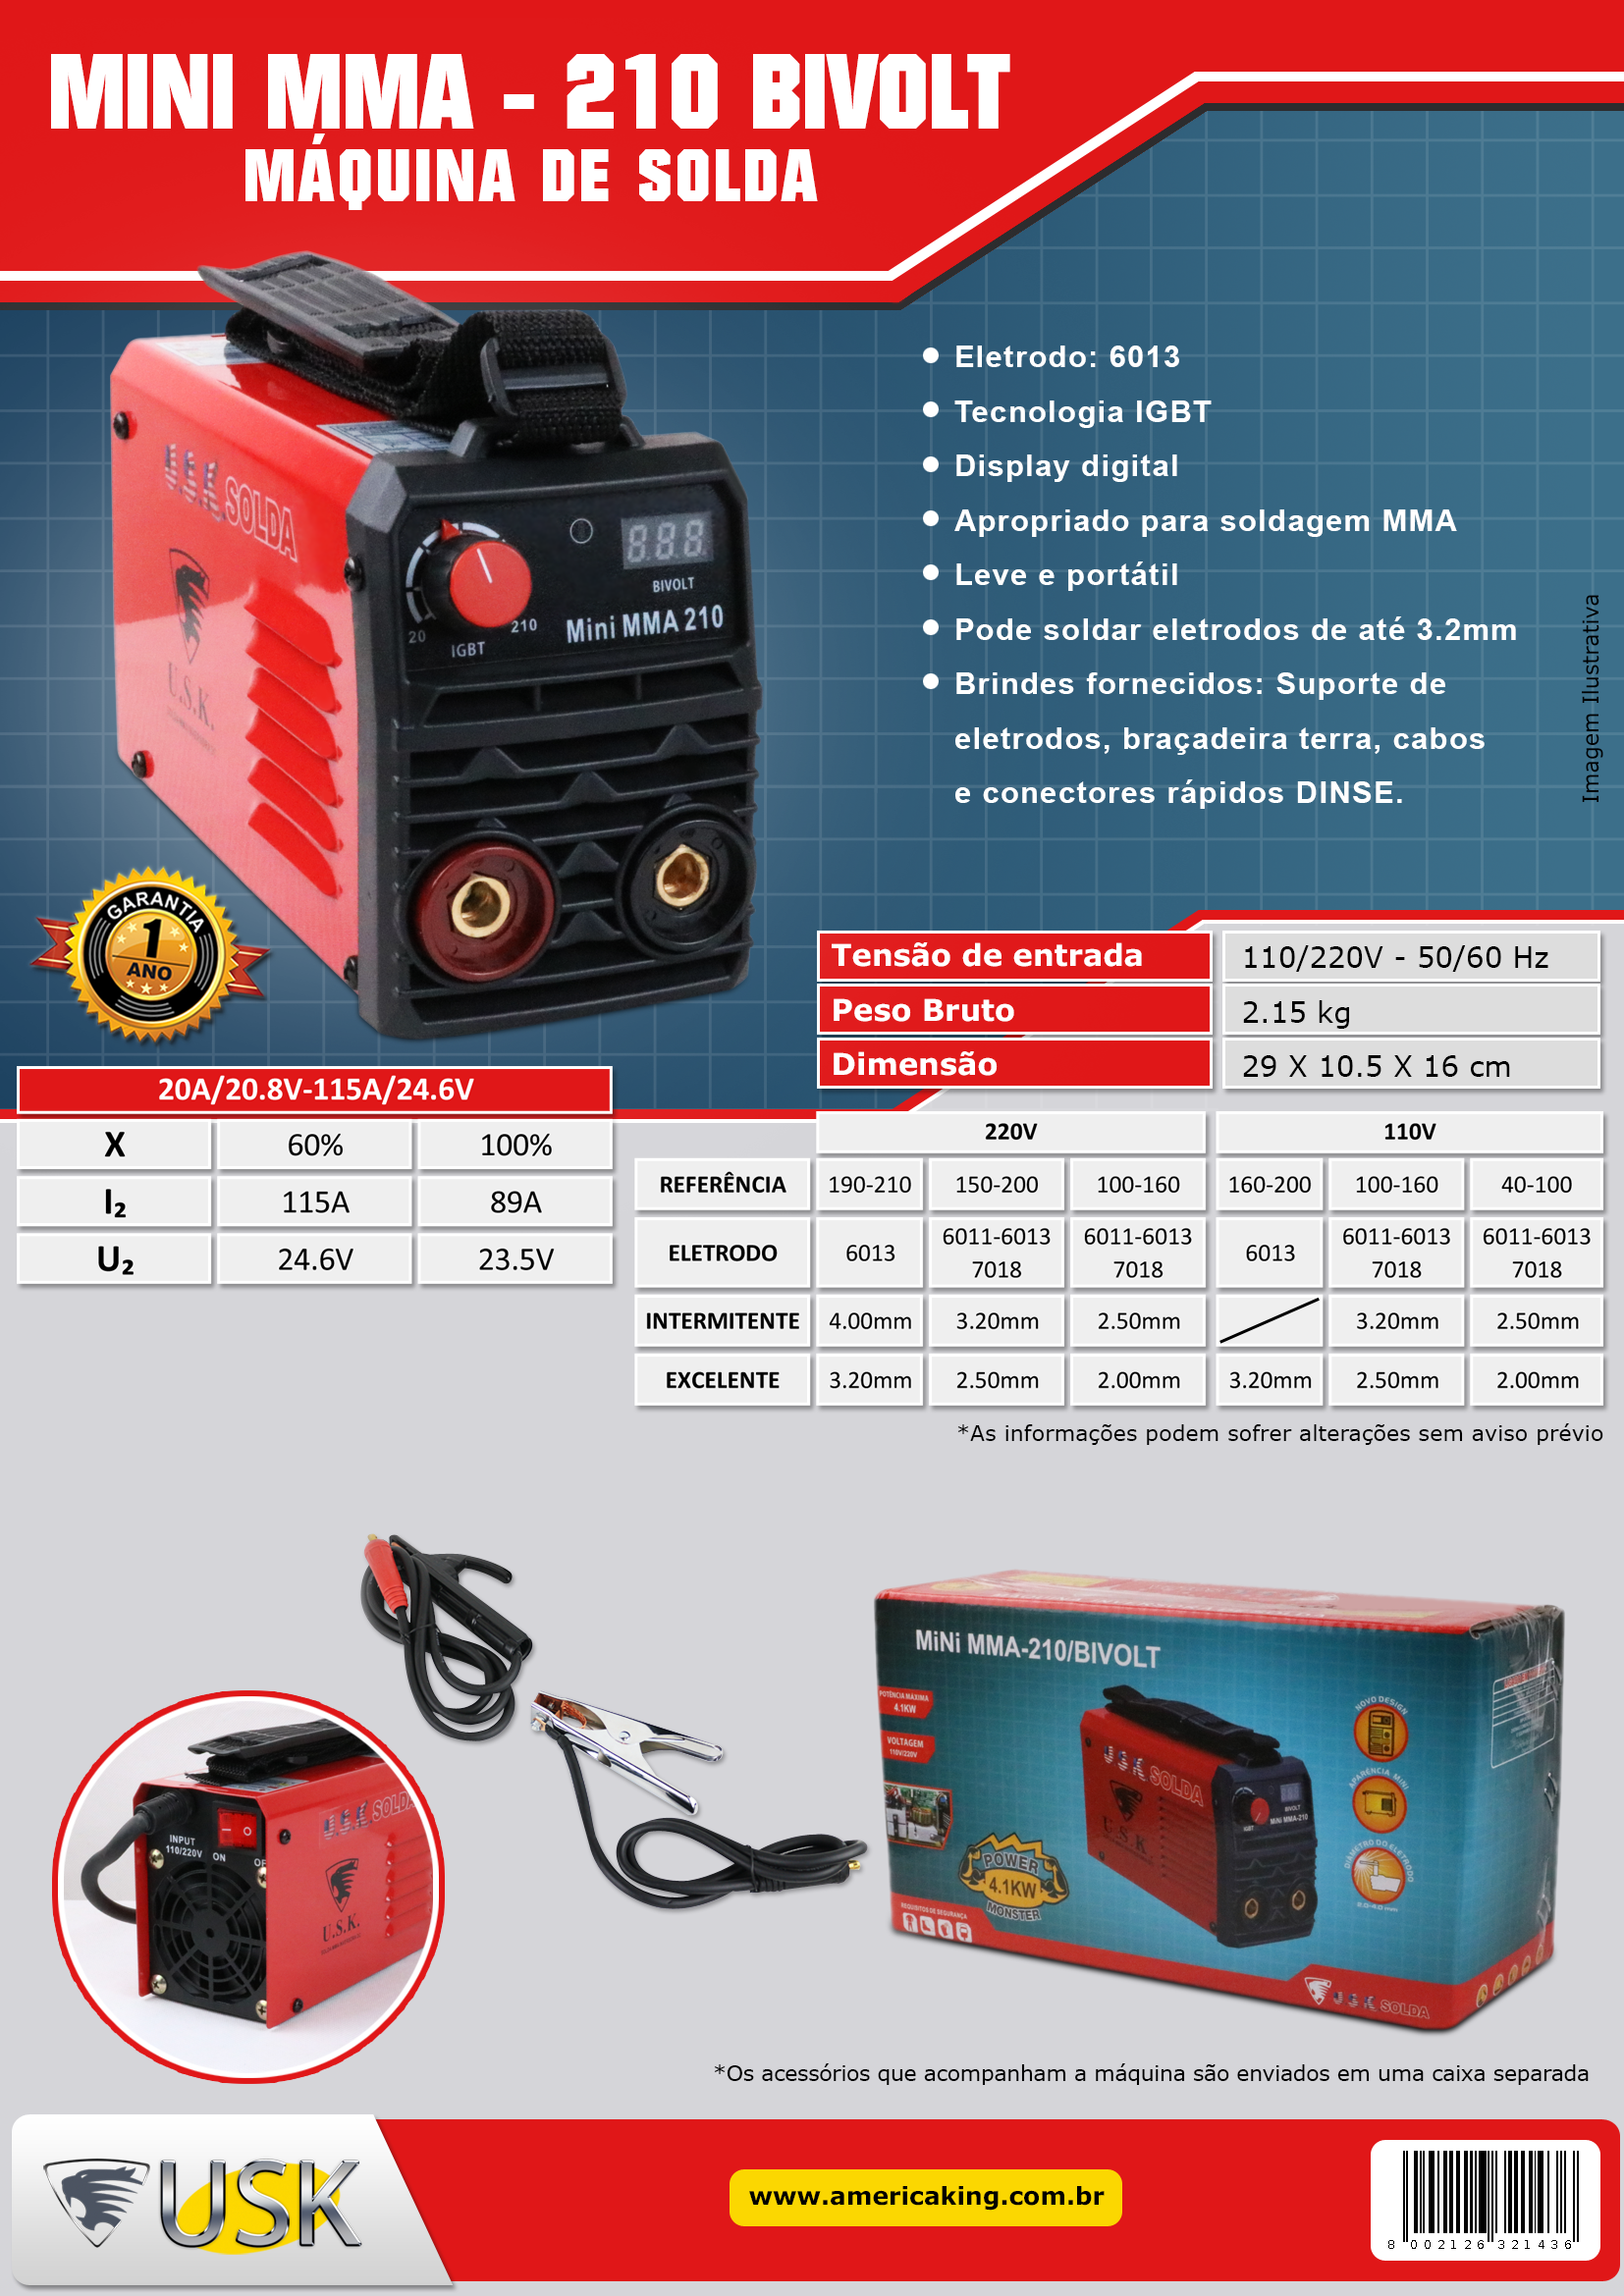 MINI MMA - 210 BIVOLT
MÁQUINA DE SOLDA
• Eletrodo: 6013
• Tecnologia IGBT
• Display digital
• Apropriado para soldagem MMA
• Leve e portátil
• Pode soldar eletrodos de até 3.2mm
• Brindes fornecidos: Suporte de
eletrodos, braçadeira terra, cabos
e conectores rápidos DINSE.
Imagem Ilustrativa
U.S.K SOLDA
U.S.K.
8.8.8.
BIVOLT
Mini MMA 210
20
210
IGBT
GARANTIA
1
ANO
Tensão de entrada 110/220V - 50/60 Hz
Peso Bruto 2.15 kg
Dimensão 29 X 10.5 X 16 cm
20A/20.8V-115A/24.6V
X 60% 100%
I₂ 115A 89A
U₂ 24.6V 23.5V
220V 110V
REFERÊNCIA 190-210 150-200 100-160 160-200 100-160 40-100
ELETRODO 6013 6011-6013 7018 6011-6013 7018 6013 6011-6013 7018 6011-6013 7018
INTERMITENTE 4.00mm 3.20mm 2.50mm 3.20mm 2.50mm
EXCELENTE 3.20mm 2.50mm 2.00mm 3.20mm 2.50mm 2.00mm
*As informações podem sofrer alterações sem aviso prévio
INPUT
110/220V
ON
U.S.K SOLDA
U.S.K.
MiNi MMA-210/BIVOLT
POTÊNCIA MÁXIMA
4.1KW
VOLTAGEM
110V/220V
POWER
4.1KW
MONSTER
REQUISITOS DE SEGURANÇA
U S K SOLDA
U.S.K.
BIVOLT
MiNi MMA-210
NOVO DESIGN
APARÊNCIA MINI
DIÂMETRO DO ELETRODO
U S K SOLDA
*Os acessórios que acompanham a máquina são enviados em uma caixa separada
USK
www.americaking.com.br
8 002126 321436